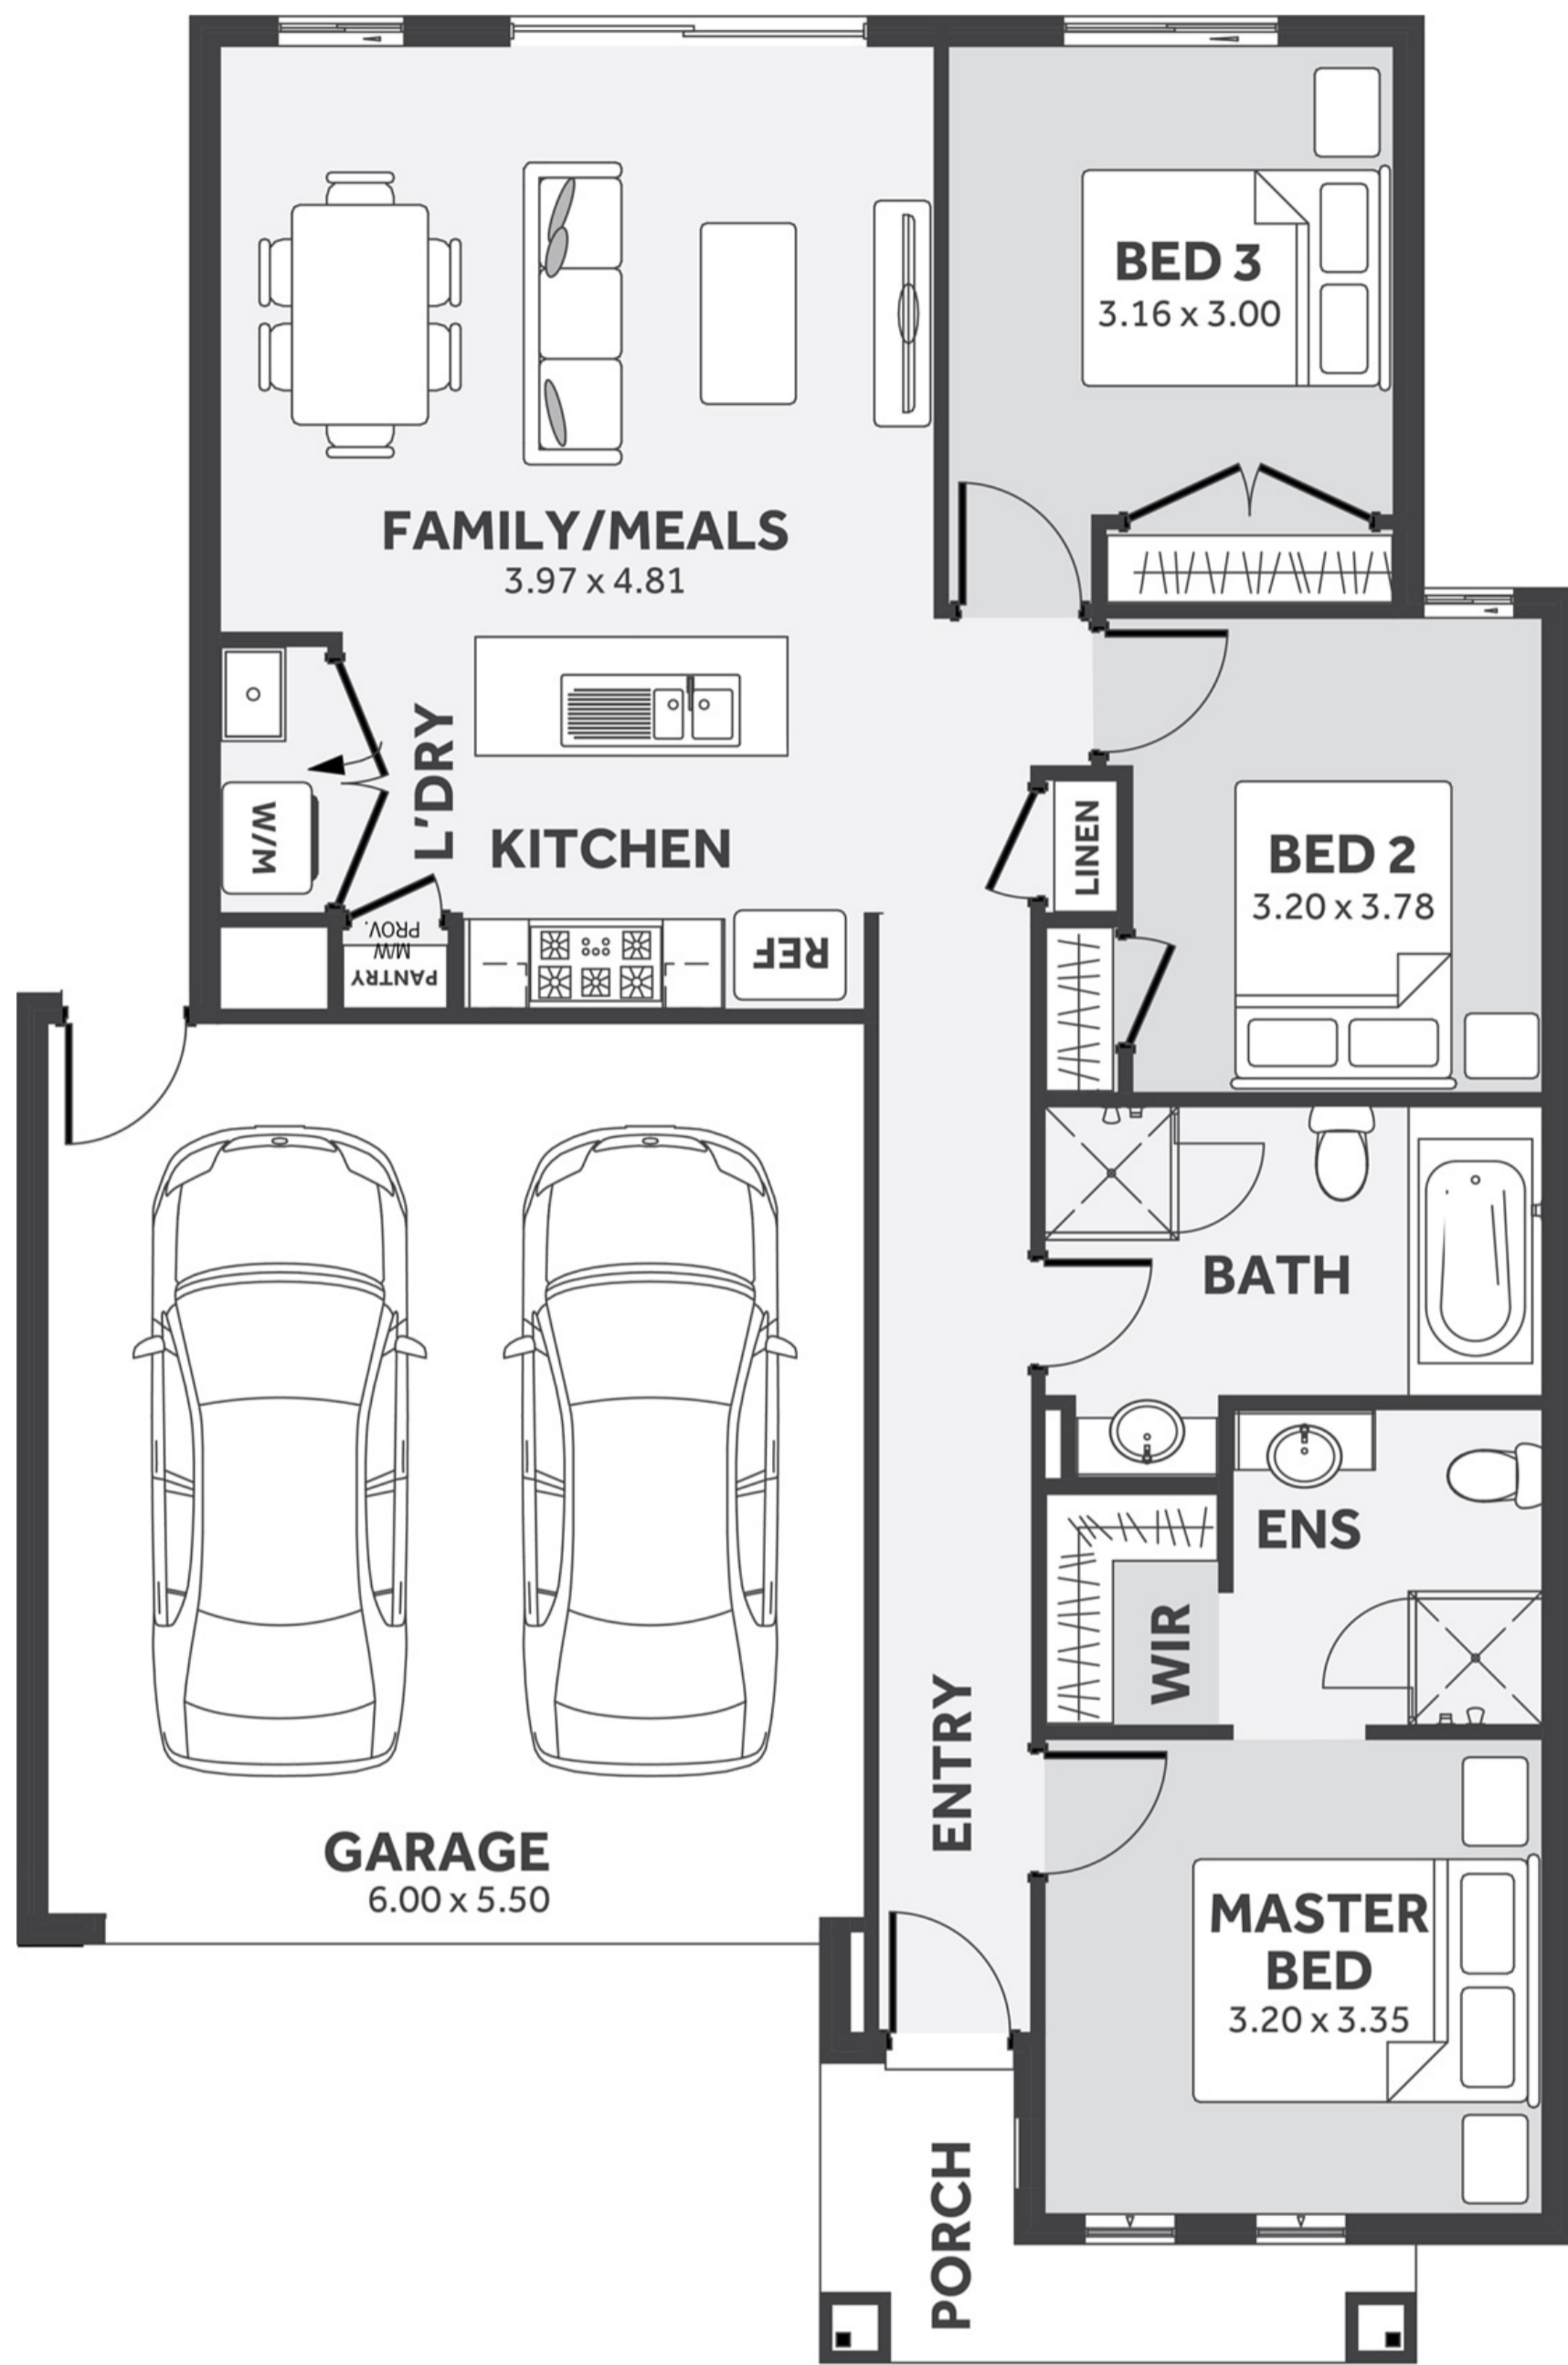 BED 3
3.16 x 3.00
FAMILY/MEALS
3.97 x 4.81
L'DRY
W/M
KITCHEN
LINEN
BED 2
3.20 x 3.78
PANTRY
M/W
PROV.
REF
BATH
ENS
WIR
ENTRY
GARAGE
6.00 x 5.50
MASTER
BED
3.20 x 3.35
PORCH